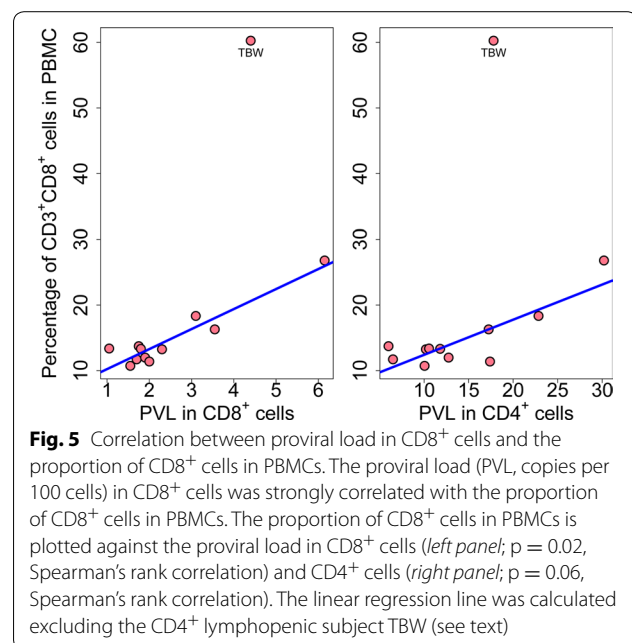 Percentage of CD3⁺CD8⁺ cells in PBMC
60
50
40
30
20
10
TBW
1 2 3 4 5 6
PVL in CD8⁺ cells
60
50
40
30
20
10
TBW
10 15 20 25 30
PVL in CD4⁺ cells
Fig. 5 Correlation between proviral load in CD8⁺ cells and the
proportion of CD8⁺ cells in PBMCs. The proviral load (PVL, copies per
100 cells) in CD8⁺ cells was strongly correlated with the proportion
of CD8⁺ cells in PBMCs. The proportion of CD8⁺ cells in PBMCs is
plotted against the proviral load in CD8⁺ cells (left panel; p = 0.02,
Spearman's rank correlation) and CD4⁺ cells (right panel; p = 0.06,
Spearman's rank correlation). The linear regression line was calculated
excluding the CD4⁺ lymphopenic subject TBW (see text)